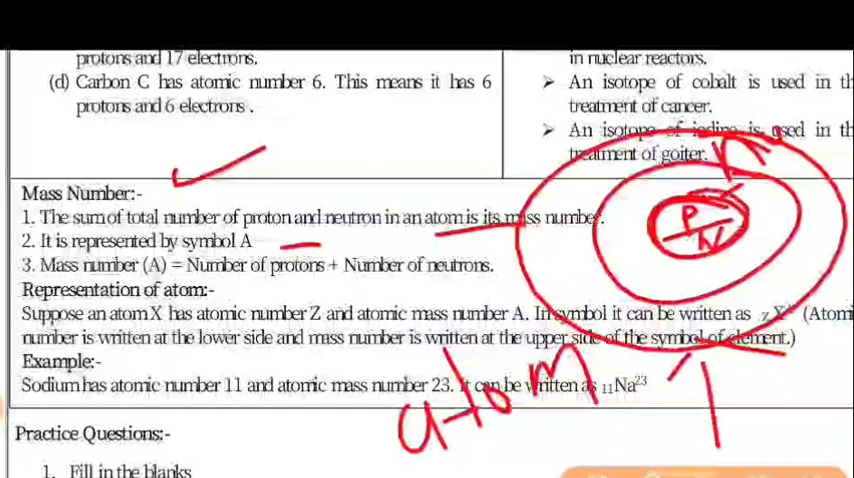 protons and 17 electrons.
(d) Carbon C has atomic number 6. This means it has 6
protons and 6 electrons .
in nuclear reactors.
➢ An isotope of cobalt is used in th
treatment of cancer.
➢ An isotope of iodine is used in th
treatment of goiter.
Mass Number:-
1. The sum of total number of proton and neutron in an atom is its mass number.
2. It is represented by symbol A
3. Mass number (A) = Number of protons + Number of neutrons.
Representation of atom:-
Suppose an atom X has atomic number Z and atomic mass number A. In symbol it can be written as zXᴬ (Atomi
number is written at the lower side and mass number is written at the upper side of the symbol of element.)
Example:-
Sodium has atomic number 11 and atomic mass number 23. It can be written as ₁₁Na²³
Practice Questions:-
1. Fill in the blanks
P
N
atom